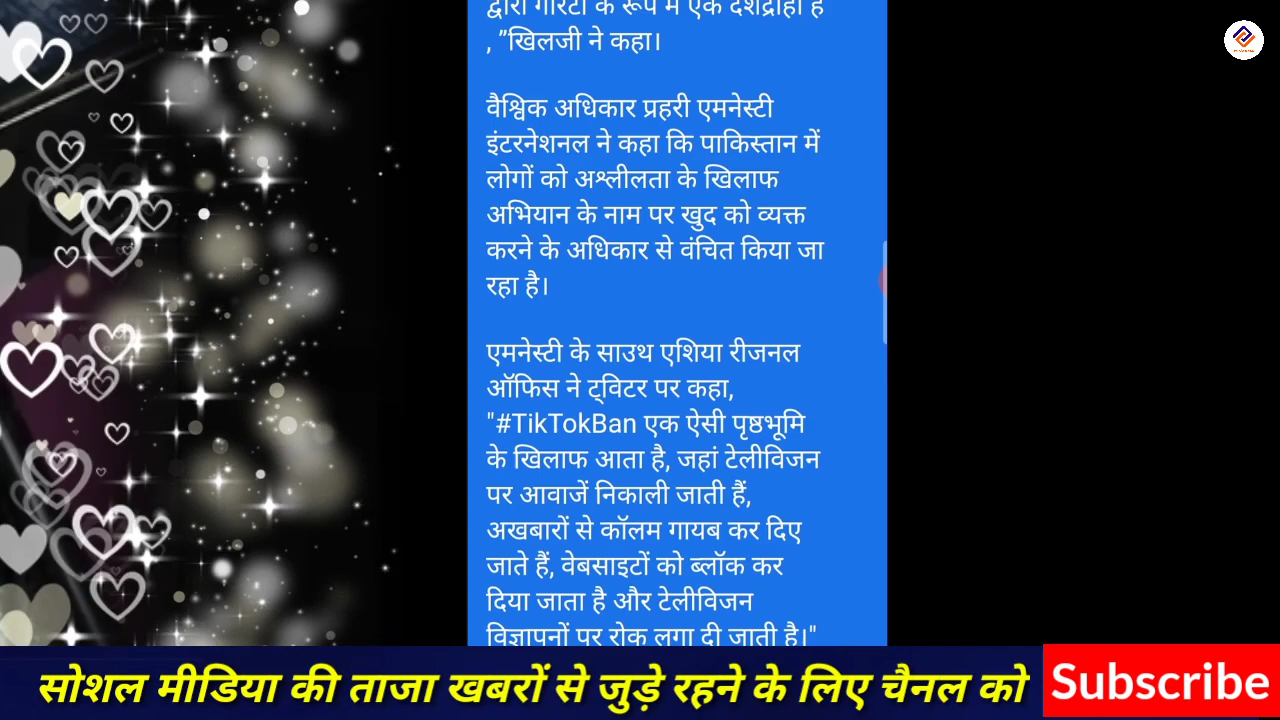 द्वारा गारंटी के रूप में एक देशद्रोही है
, ”खिलजी ने कहा।
वैश्विक अधिकार प्रहरी एमनेस्टी
इंटरनेशनल ने कहा कि पाकिस्तान में
लोगों को अश्लीलता के खिलाफ
अभियान के नाम पर खुद को व्यक्त
करने के अधिकार से वंचित किया जा
रहा है।
एमनेस्टी के साउथ एशिया रीजनल
ऑफिस ने ट्विटर पर कहा,
"#TikTokBan एक ऐसी पृष्ठभूमि
के खिलाफ आता है, जहां टेलीविजन
पर आवाजें निकाली जाती हैं,
अखबारों से कॉलम गायब कर दिए
जाते हैं, वेबसाइटों को ब्लॉक कर
दिया जाता है और टेलीविजन
विज्ञापनों पर रोक लगा दी जाती है।"
सोशल मीडिया की ताजा खबरों से जुड़े रहने के लिए चैनल को Subscribe